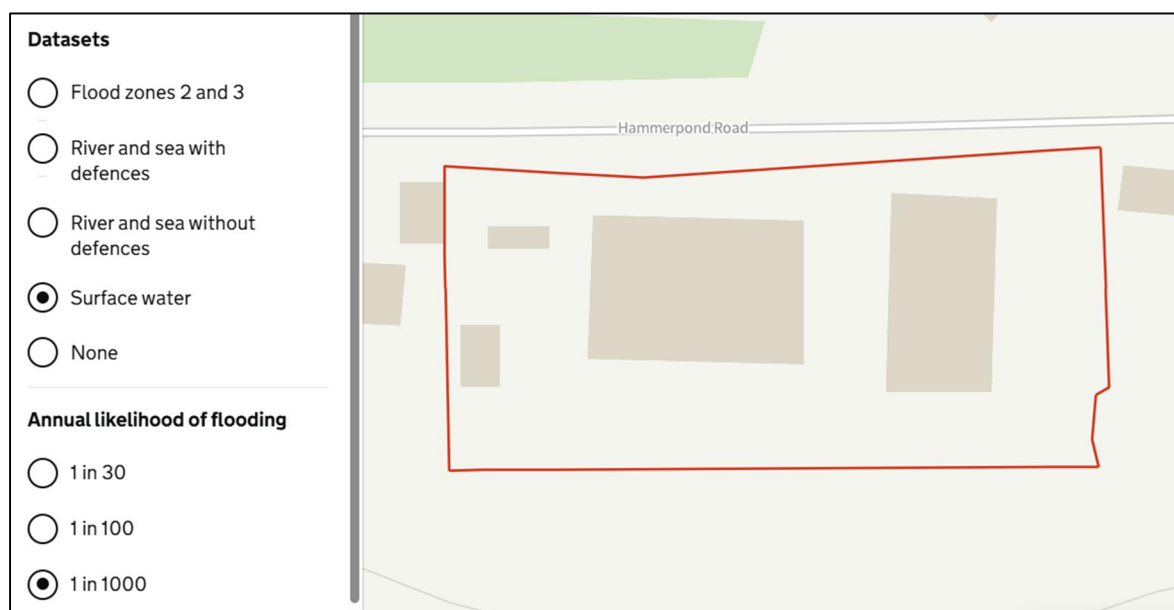 Datasets
Flood zones 2 and 3
River and sea with
defences
River and sea without
defences
Surface water
None
Annual likelihood of flooding
1 in 30
1 in 100
1 in 1000
Hammerpond Road